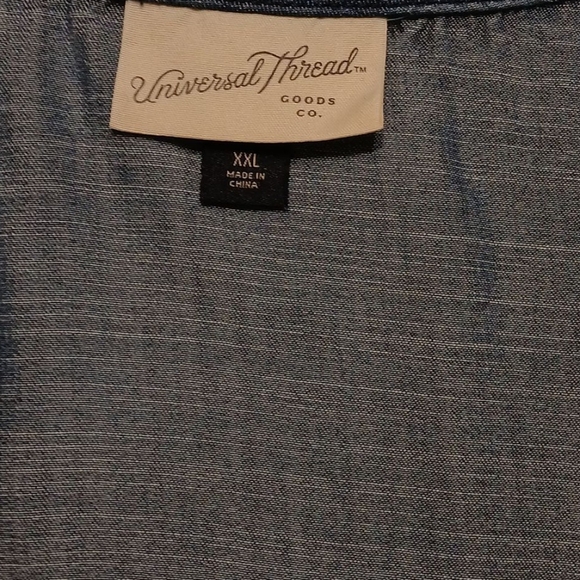 Universal Thread™
GOODS
CO.
XXL
MADE IN
CHINA